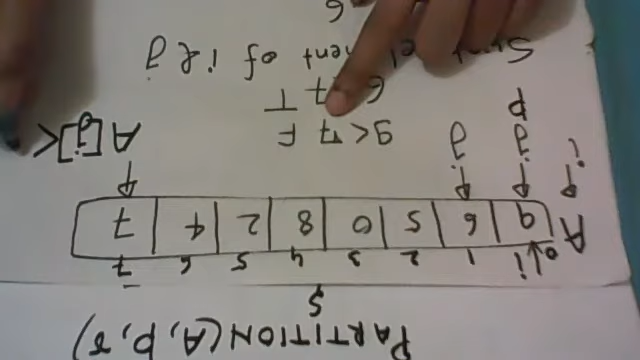 PARTITION(A, p, r)
0 i 1 2 3 4 5 6 7
A 9 6 5 0 8 2 4 7
i j j A[j]<
9<7 F
6 7 T
of i & j
6